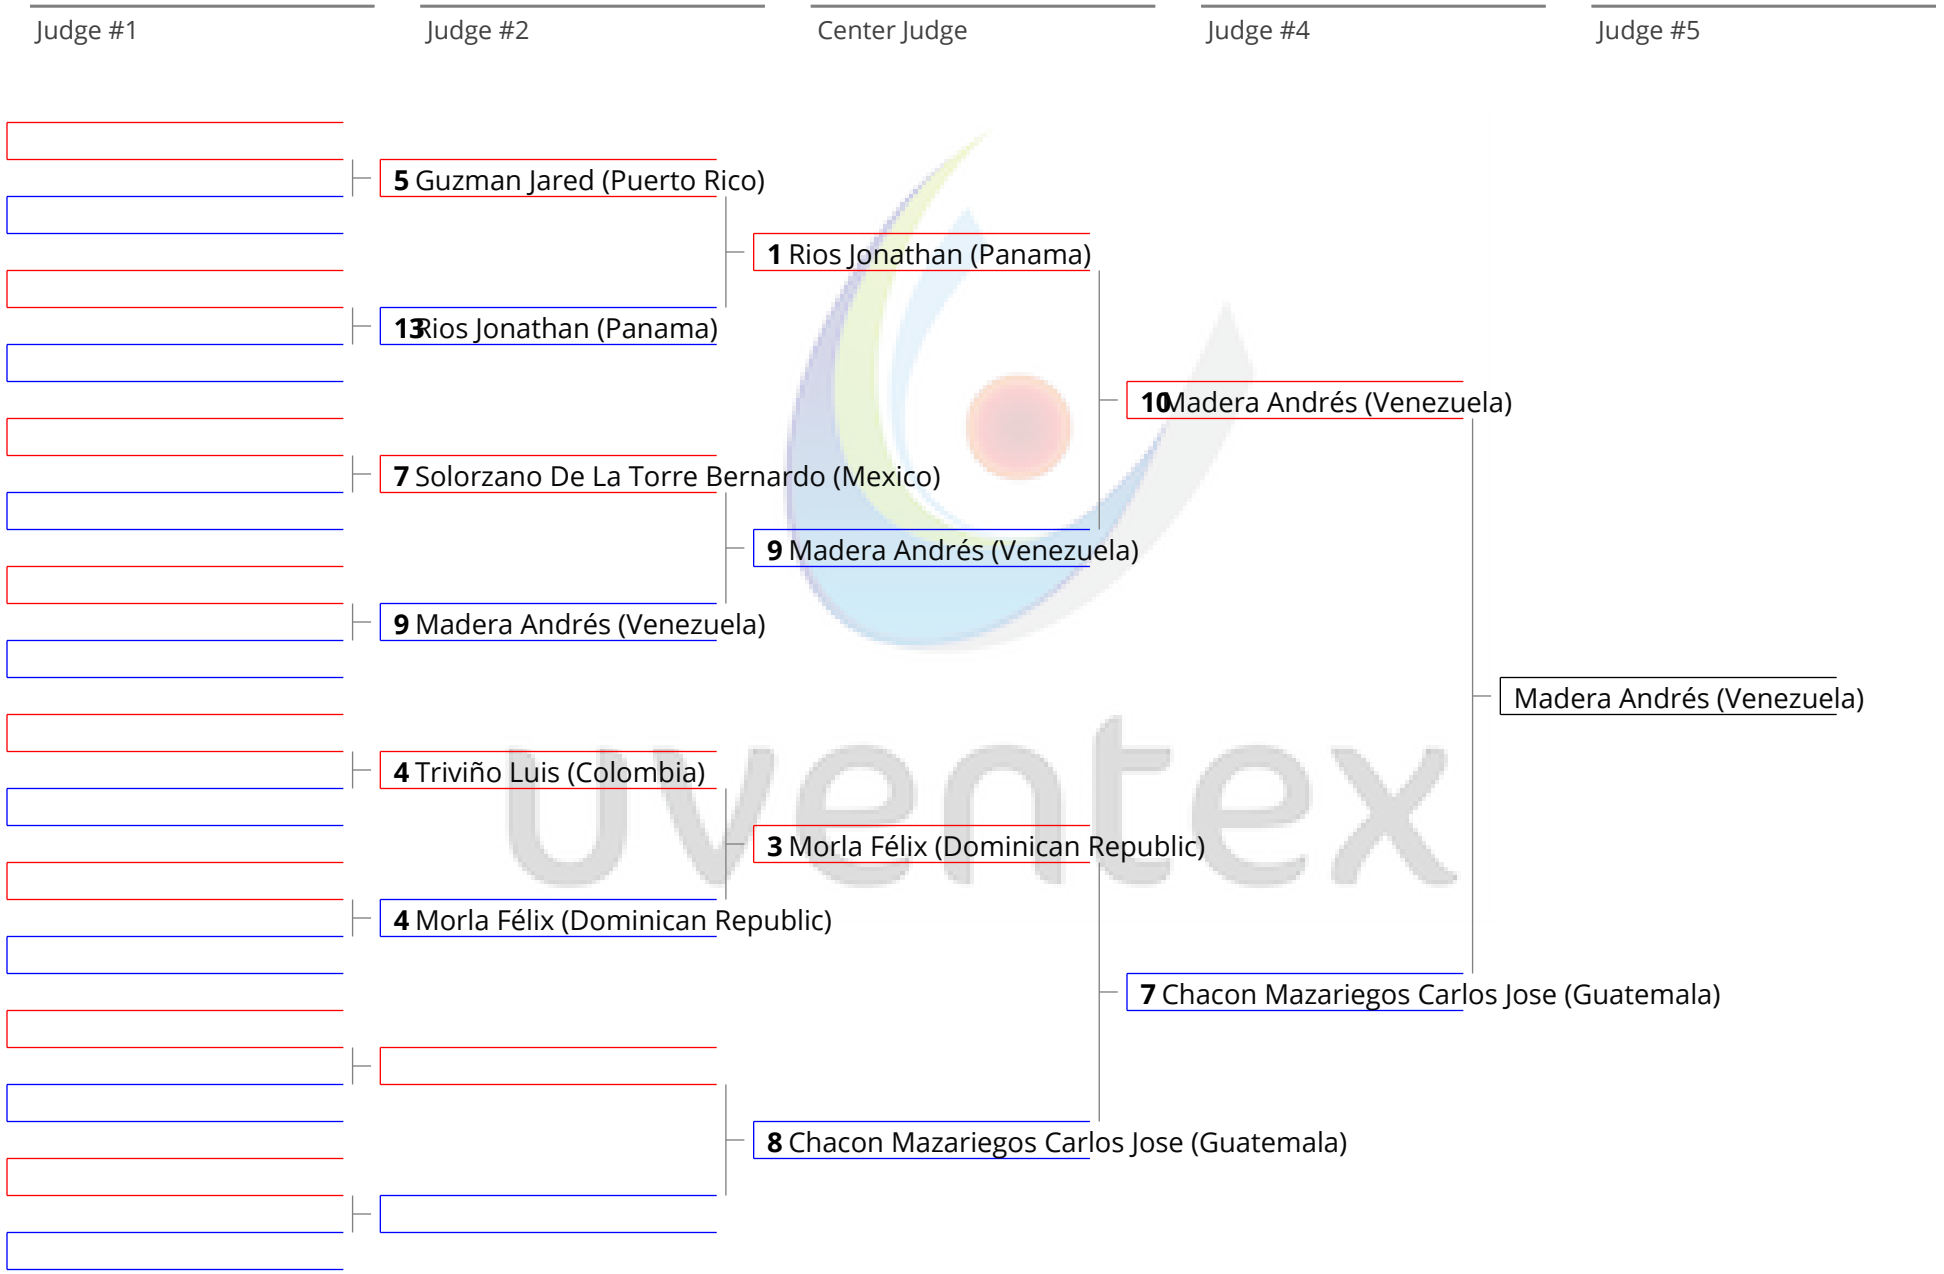 Judge #1
Judge #2
Center Judge
Judge #4
Judge #5
5 Guzman Jared (Puerto Rico)
1 Rios Jonathan (Panama)
13 Rios Jonathan (Panama)
10 Madera Andrés (Venezuela)
7 Solorzano De La Torre Bernardo (Mexico)
9 Madera Andrés (Venezuela)
9 Madera Andrés (Venezuela)
Madera Andrés (Venezuela)
4 Triviño Luis (Colombia)
uventex
3 Morla Félix (Dominican Republic)
4 Morla Félix (Dominican Republic)
7 Chacon Mazariegos Carlos Jose (Guatemala)
8 Chacon Mazariegos Carlos Jose (Guatemala)